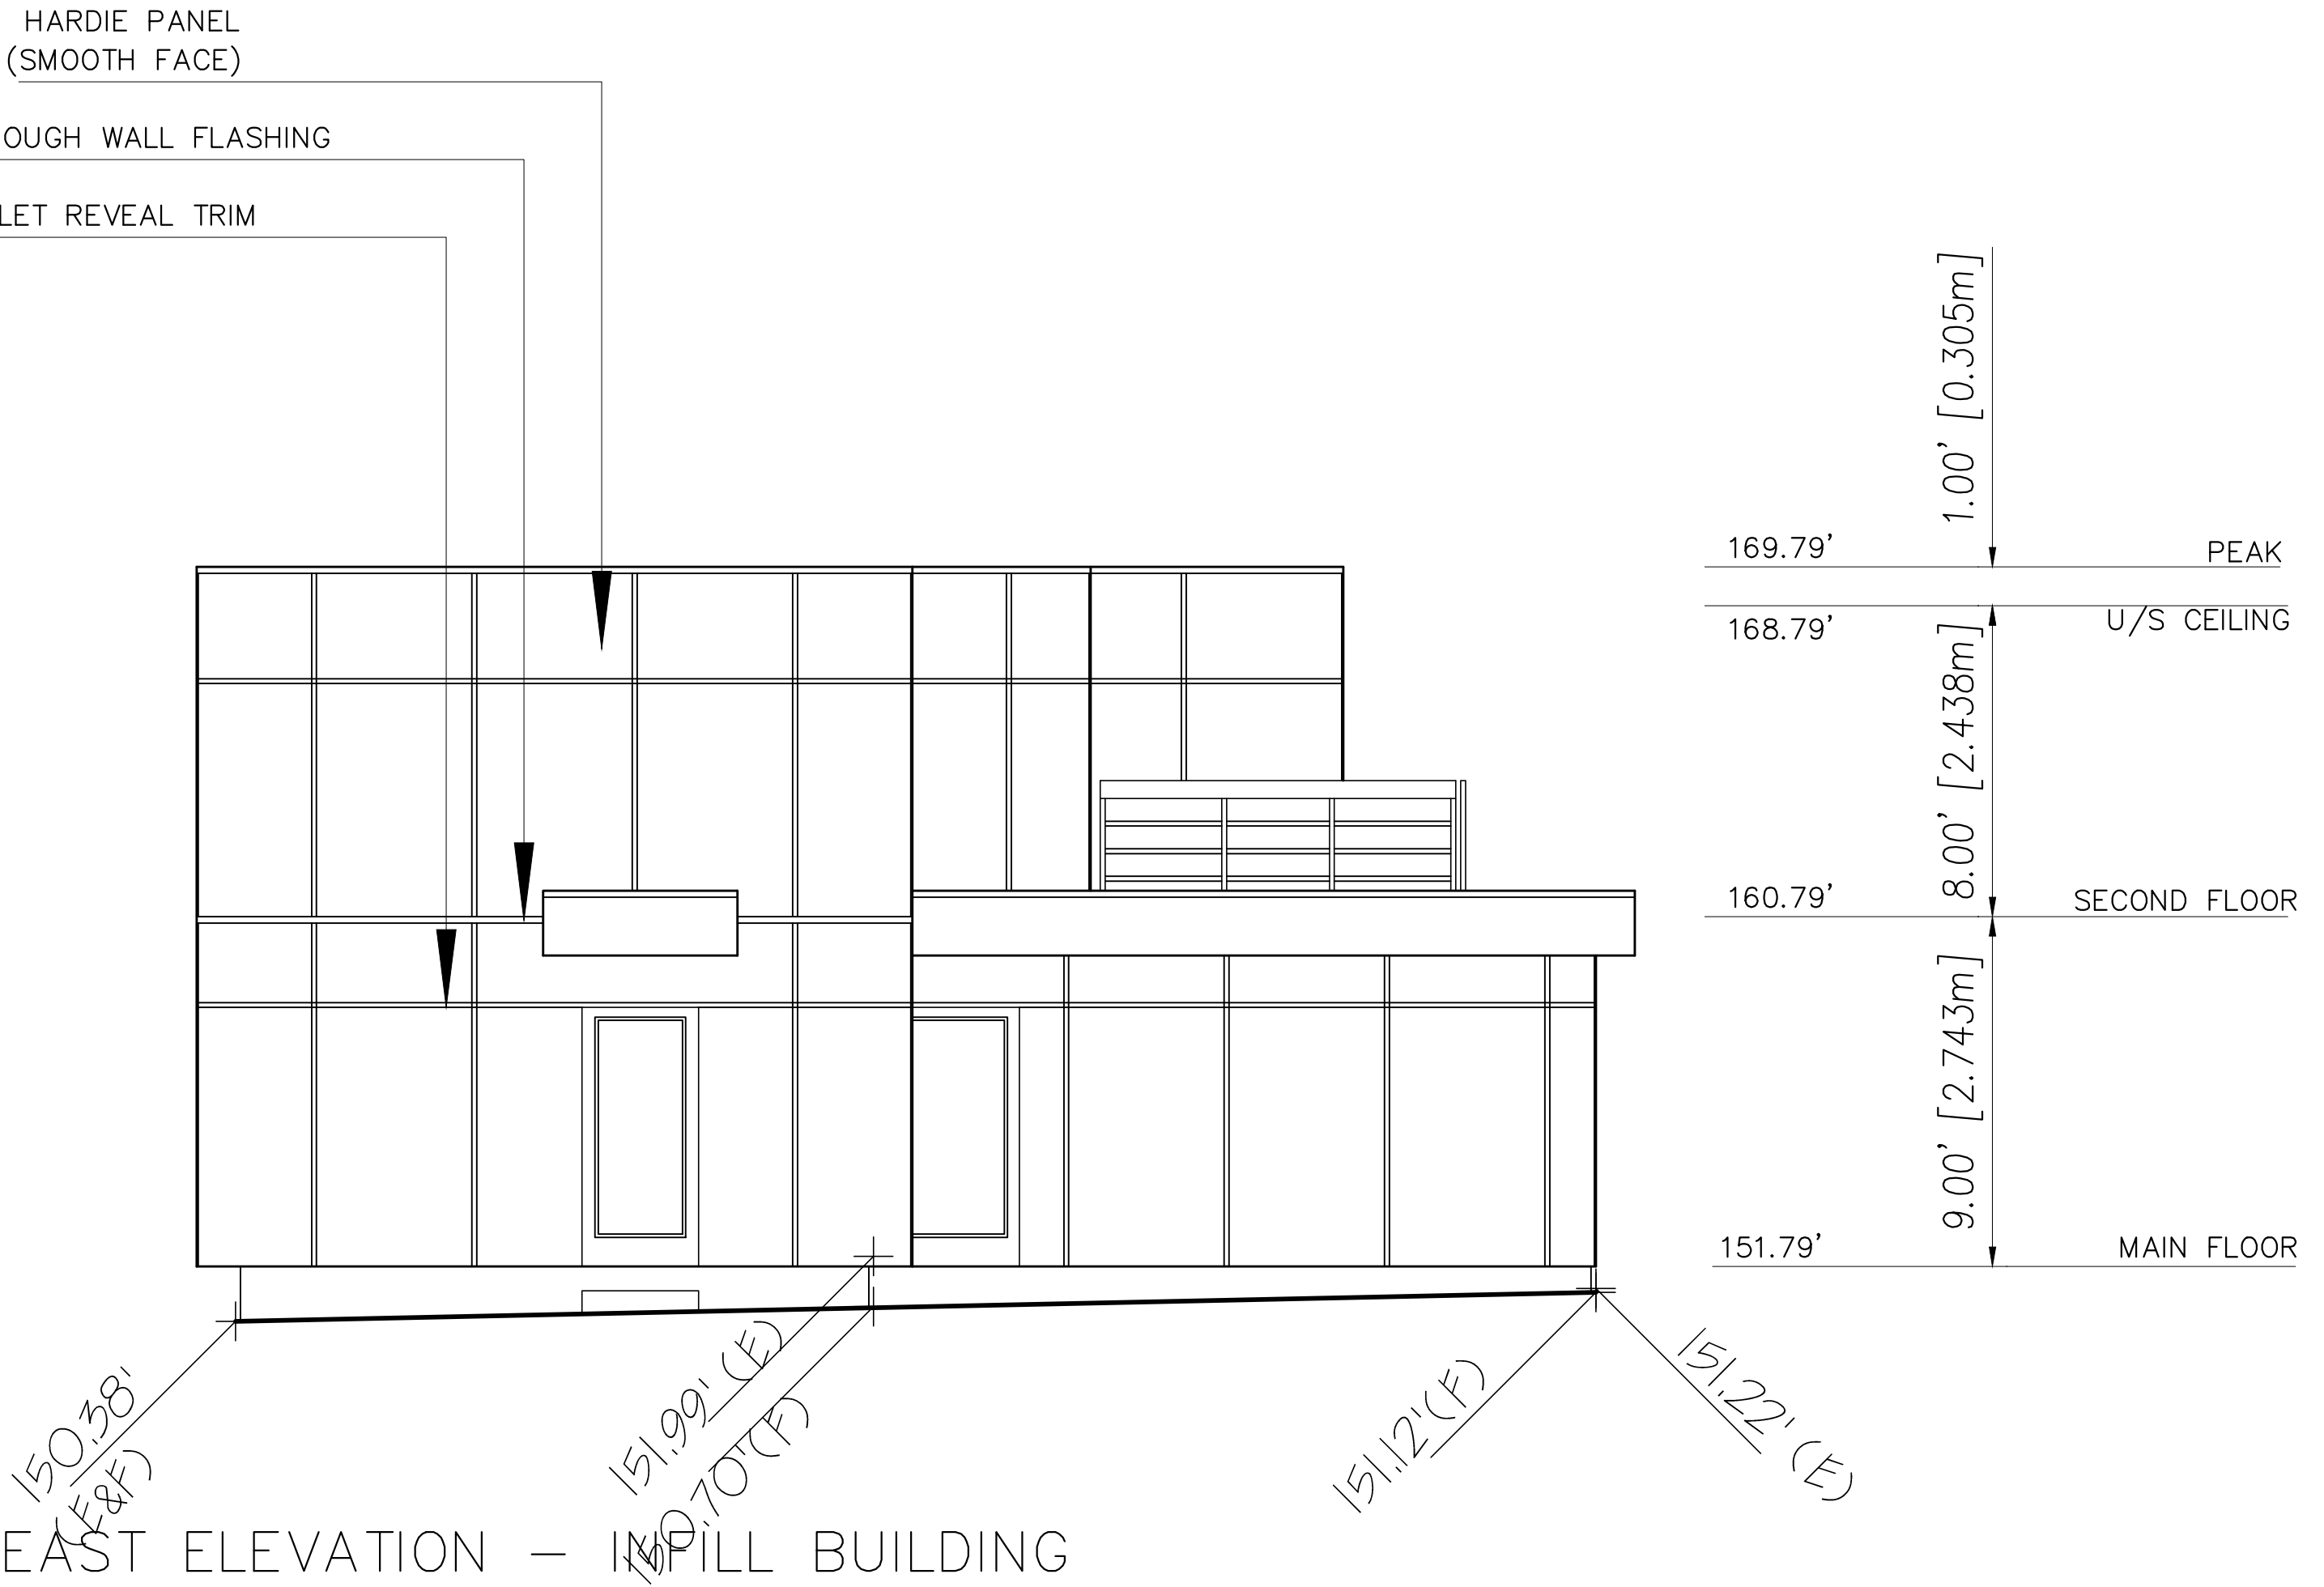 HARDIE PANEL
(SMOOTH FACE)
OUGH WALL FLASHING
LET REVEAL TRIM
1.00' [0.305m]
169.79'
PEAK
168.79'
U/S CEILING
8.00' [2.438m]
160.79'
SECOND FLOOR
9.00' [2.743m]
151.79'
MAIN FLOOR
150.38'
(E&F)
151.99' (E)
150.70'(F)
151.12'(F)
151.22' (E)
EAST ELEVATION - INFILL BUILDING